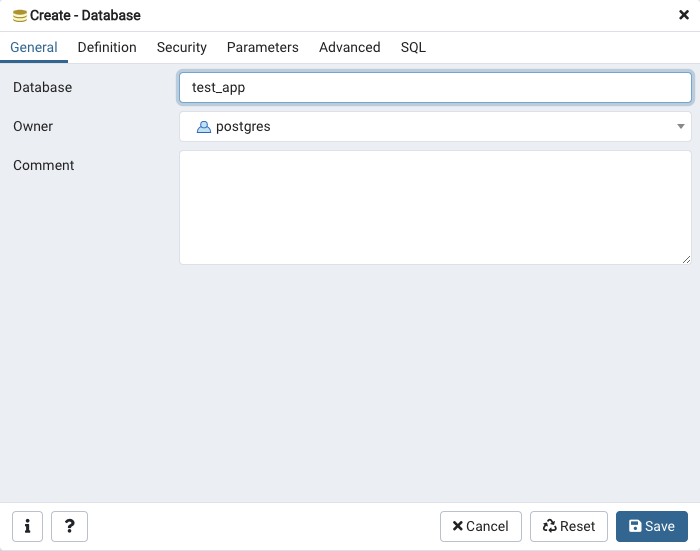 Create - Database
General Definition Security Parameters Advanced SQL
Database test_app
Owner postgres
Comment
i ? Cancel Reset Save